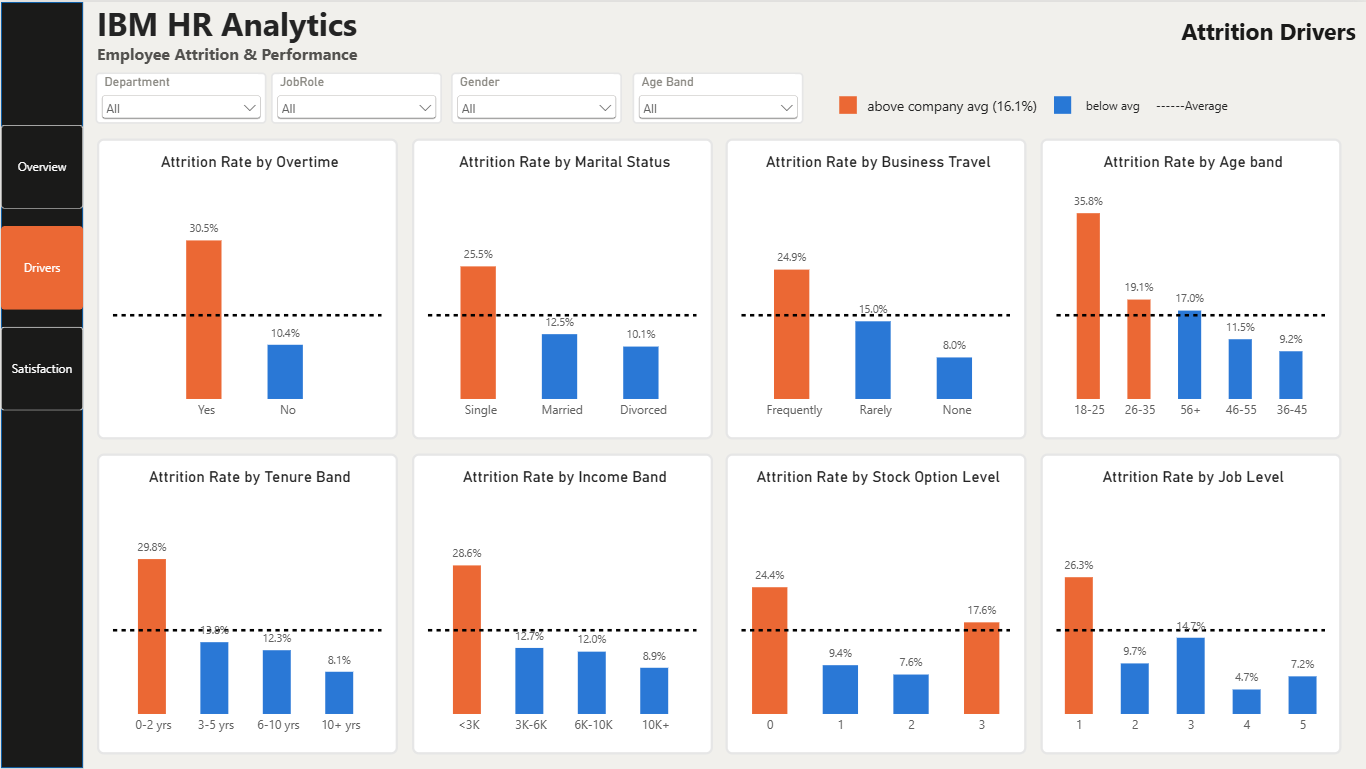 IBM HR Analytics
Employee Attrition & Performance
Attrition Drivers
Department
All
JobRole
All
Gender
All
Age Band
All
above company avg (16.1%)
below avg
------Average
Overview
Drivers
Satisfaction
Attrition Rate by Overtime
30.5%
10.4%
Yes No
Attrition Rate by Marital Status
25.5%
12.5%
10.1%
Single Married Divorced
Attrition Rate by Business Travel
24.9%
15.0%
8.0%
Frequently Rarely None
Attrition Rate by Age band
35.8%
19.1%
17.0%
11.5%
9.2%
18-25 26-35 56+ 46-55 36-45
Attrition Rate by Tenure Band
29.8%
13.8%
12.3%
8.1%
0-2 yrs 3-5 yrs 6-10 yrs 10+ yrs
Attrition Rate by Income Band
28.6%
12.7%
12.0%
8.9%
<3K 3K-6K 6K-10K 10K+
Attrition Rate by Stock Option Level
24.4%
9.4%
7.6%
17.6%
0 1 2 3
Attrition Rate by Job Level
26.3%
9.7%
14.7%
4.7%
7.2%
1 2 3 4 5